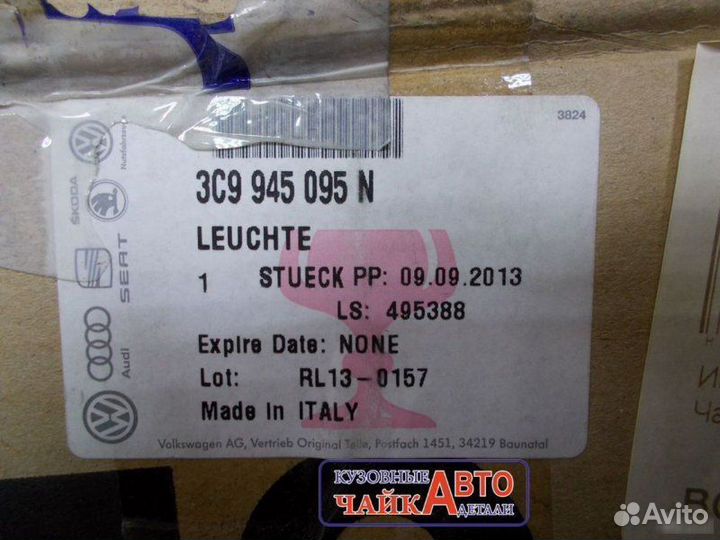 3824
3C9 945 095 N
LEUCHTE
1 STUECK PP: 09.09.2013
LS: 495388
Expire Date: NONE
Lot: RL13-0157
Made in ITALY
Volkswagen AG, Vertrieb Original Teile, Postfach 1451, 34219 Baunatal
Nutzfahrzeuge
ŠKODA
SEAT
Audi
КУЗОВНЫЕ АВТО
ЧАЙКА ДЕТАЛИ
Avito